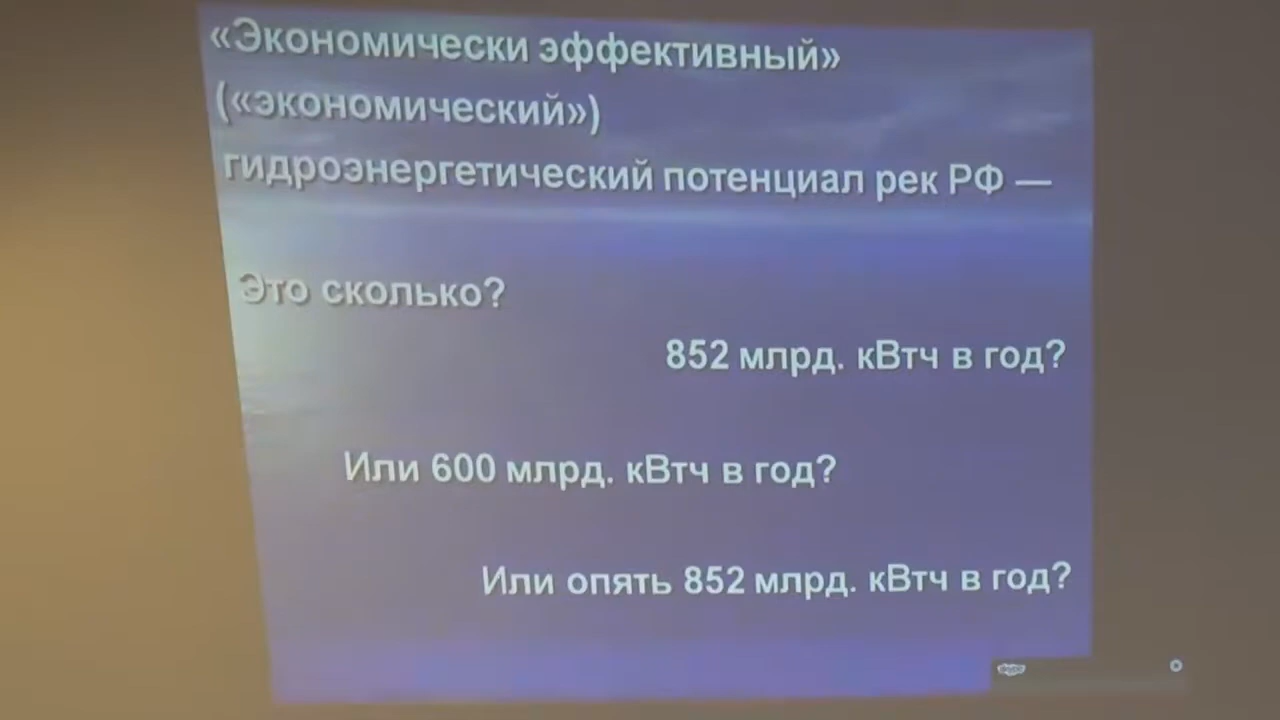 «Экономически эффективный»
(«экономический»)
гидроэнергетический потенциал рек РФ —
Это сколько?
852 млрд. кВтч в год?
Или 600 млрд. кВтч в год?
Или опять 852 млрд. кВтч в год?
skype